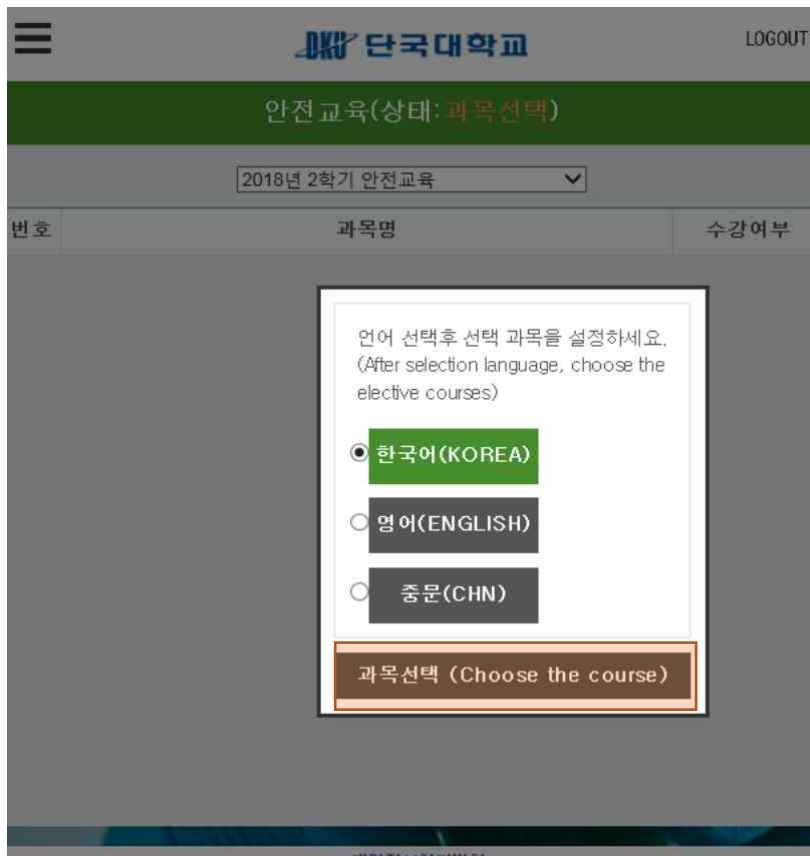 DKU 단국대학교
LOGOUT
안전교육(상태:과목선택)
2018년 2학기 안전교육
번호 과목명 수강여부
언어 선택후 선택 과목을 설정하세요.
(After selection language, choose the
elective courses)
한국어(KOREA)
영어(ENGLISH)
중문(CHN)
과목선택 (Choose the course)